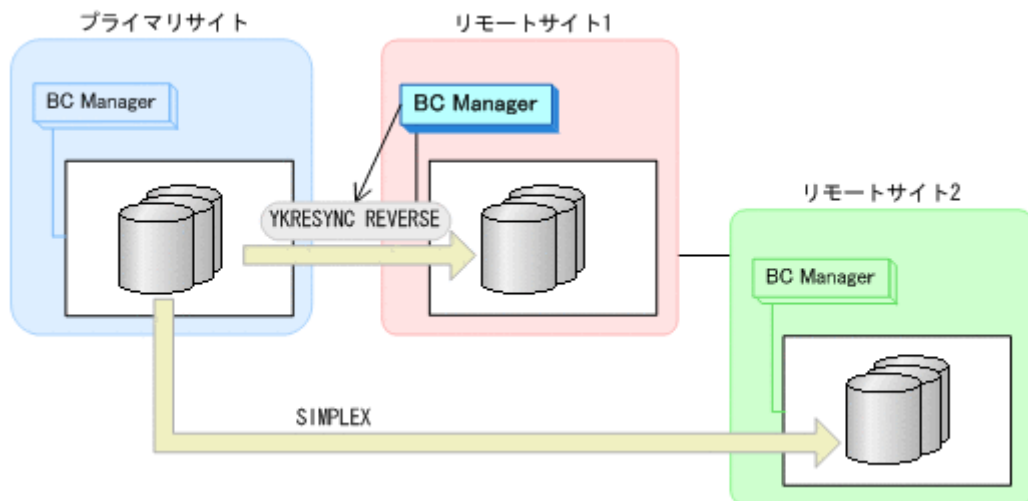 プライマリサイト
リモートサイト1
BC Manager
BC Manager
YKRESYNC REVERSE
リモートサイト2
BC Manager
SIMPLEX